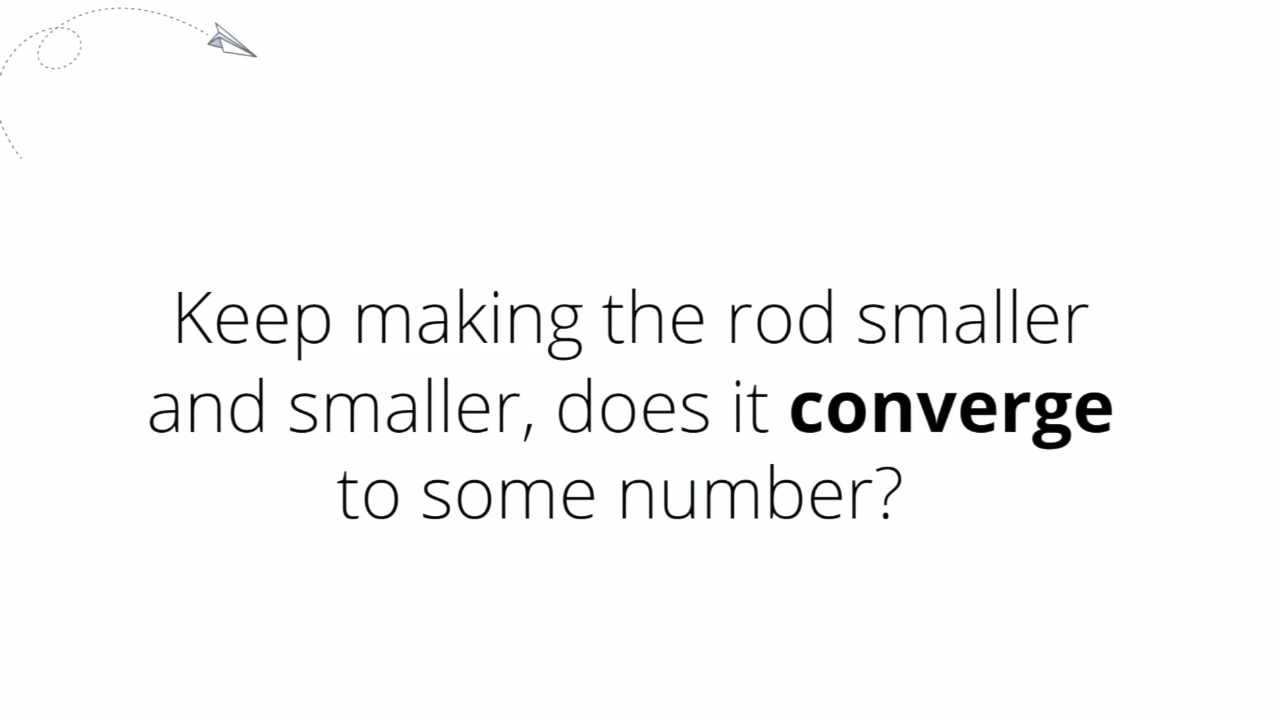 Keep making the rod smaller
and smaller, does it converge
to some number?